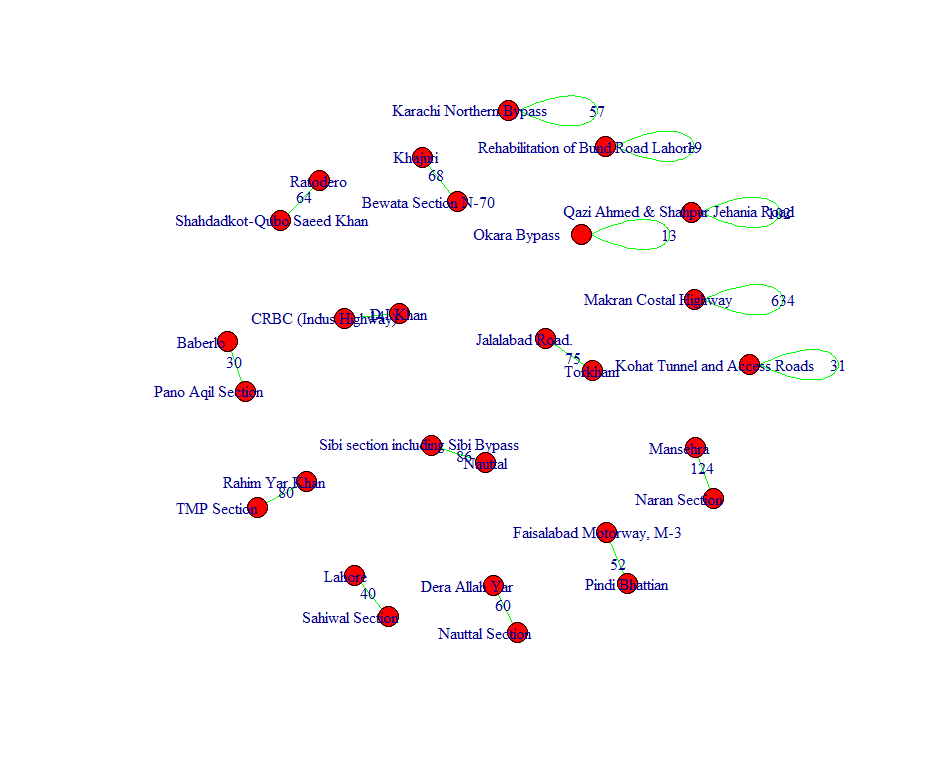 Karachi Northern Bypass
57
Rehabilitation of Bund Road Lahore
Khajuri
68
Ratodero
64
Bewata Section N-70
Shahdadkot-Qubo Saeed Khan
Qazi Ahmed & Shahpur Jehania Road
Okara Bypass
13
Makran Costal Highway
634
CRBC (Indus Highway)
D.I.Khan
Baberlo
30
Pano Aqil Section
Jalalabad Road.
75
Torkham
Kohat Tunnel and Access Roads
31
Sibi section including Sibi Bypass
86
Nauttal
Mansehra
124
Naran Section
Rahim Yar Khan
80
TMP Section
Faisalabad Motorway, M-3
52
Pindi Bhattian
Lahore
40
Sahiwal Section
Dera Allah Yar
60
Nauttal Section